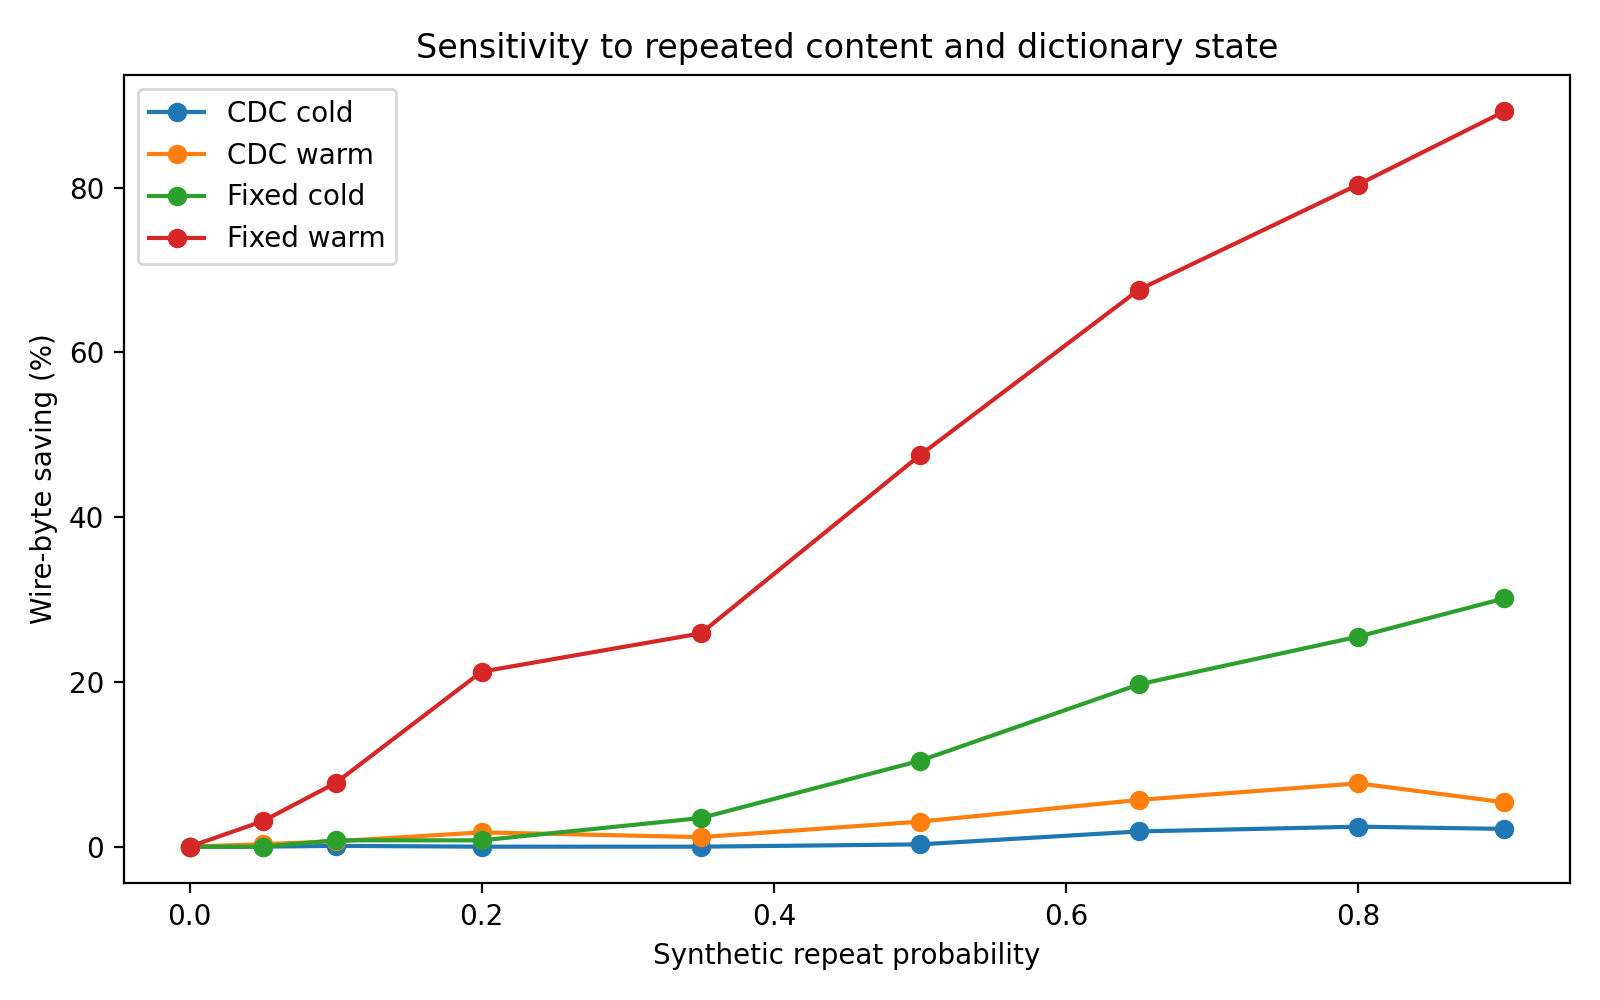 Sensitivity to repeated content and dictionary state
CDC cold
CDC warm
Fixed cold
Fixed warm
Wire-byte saving (%)
80
60
40
20
0
0.0 0.2 0.4 0.6 0.8
Synthetic repeat probability